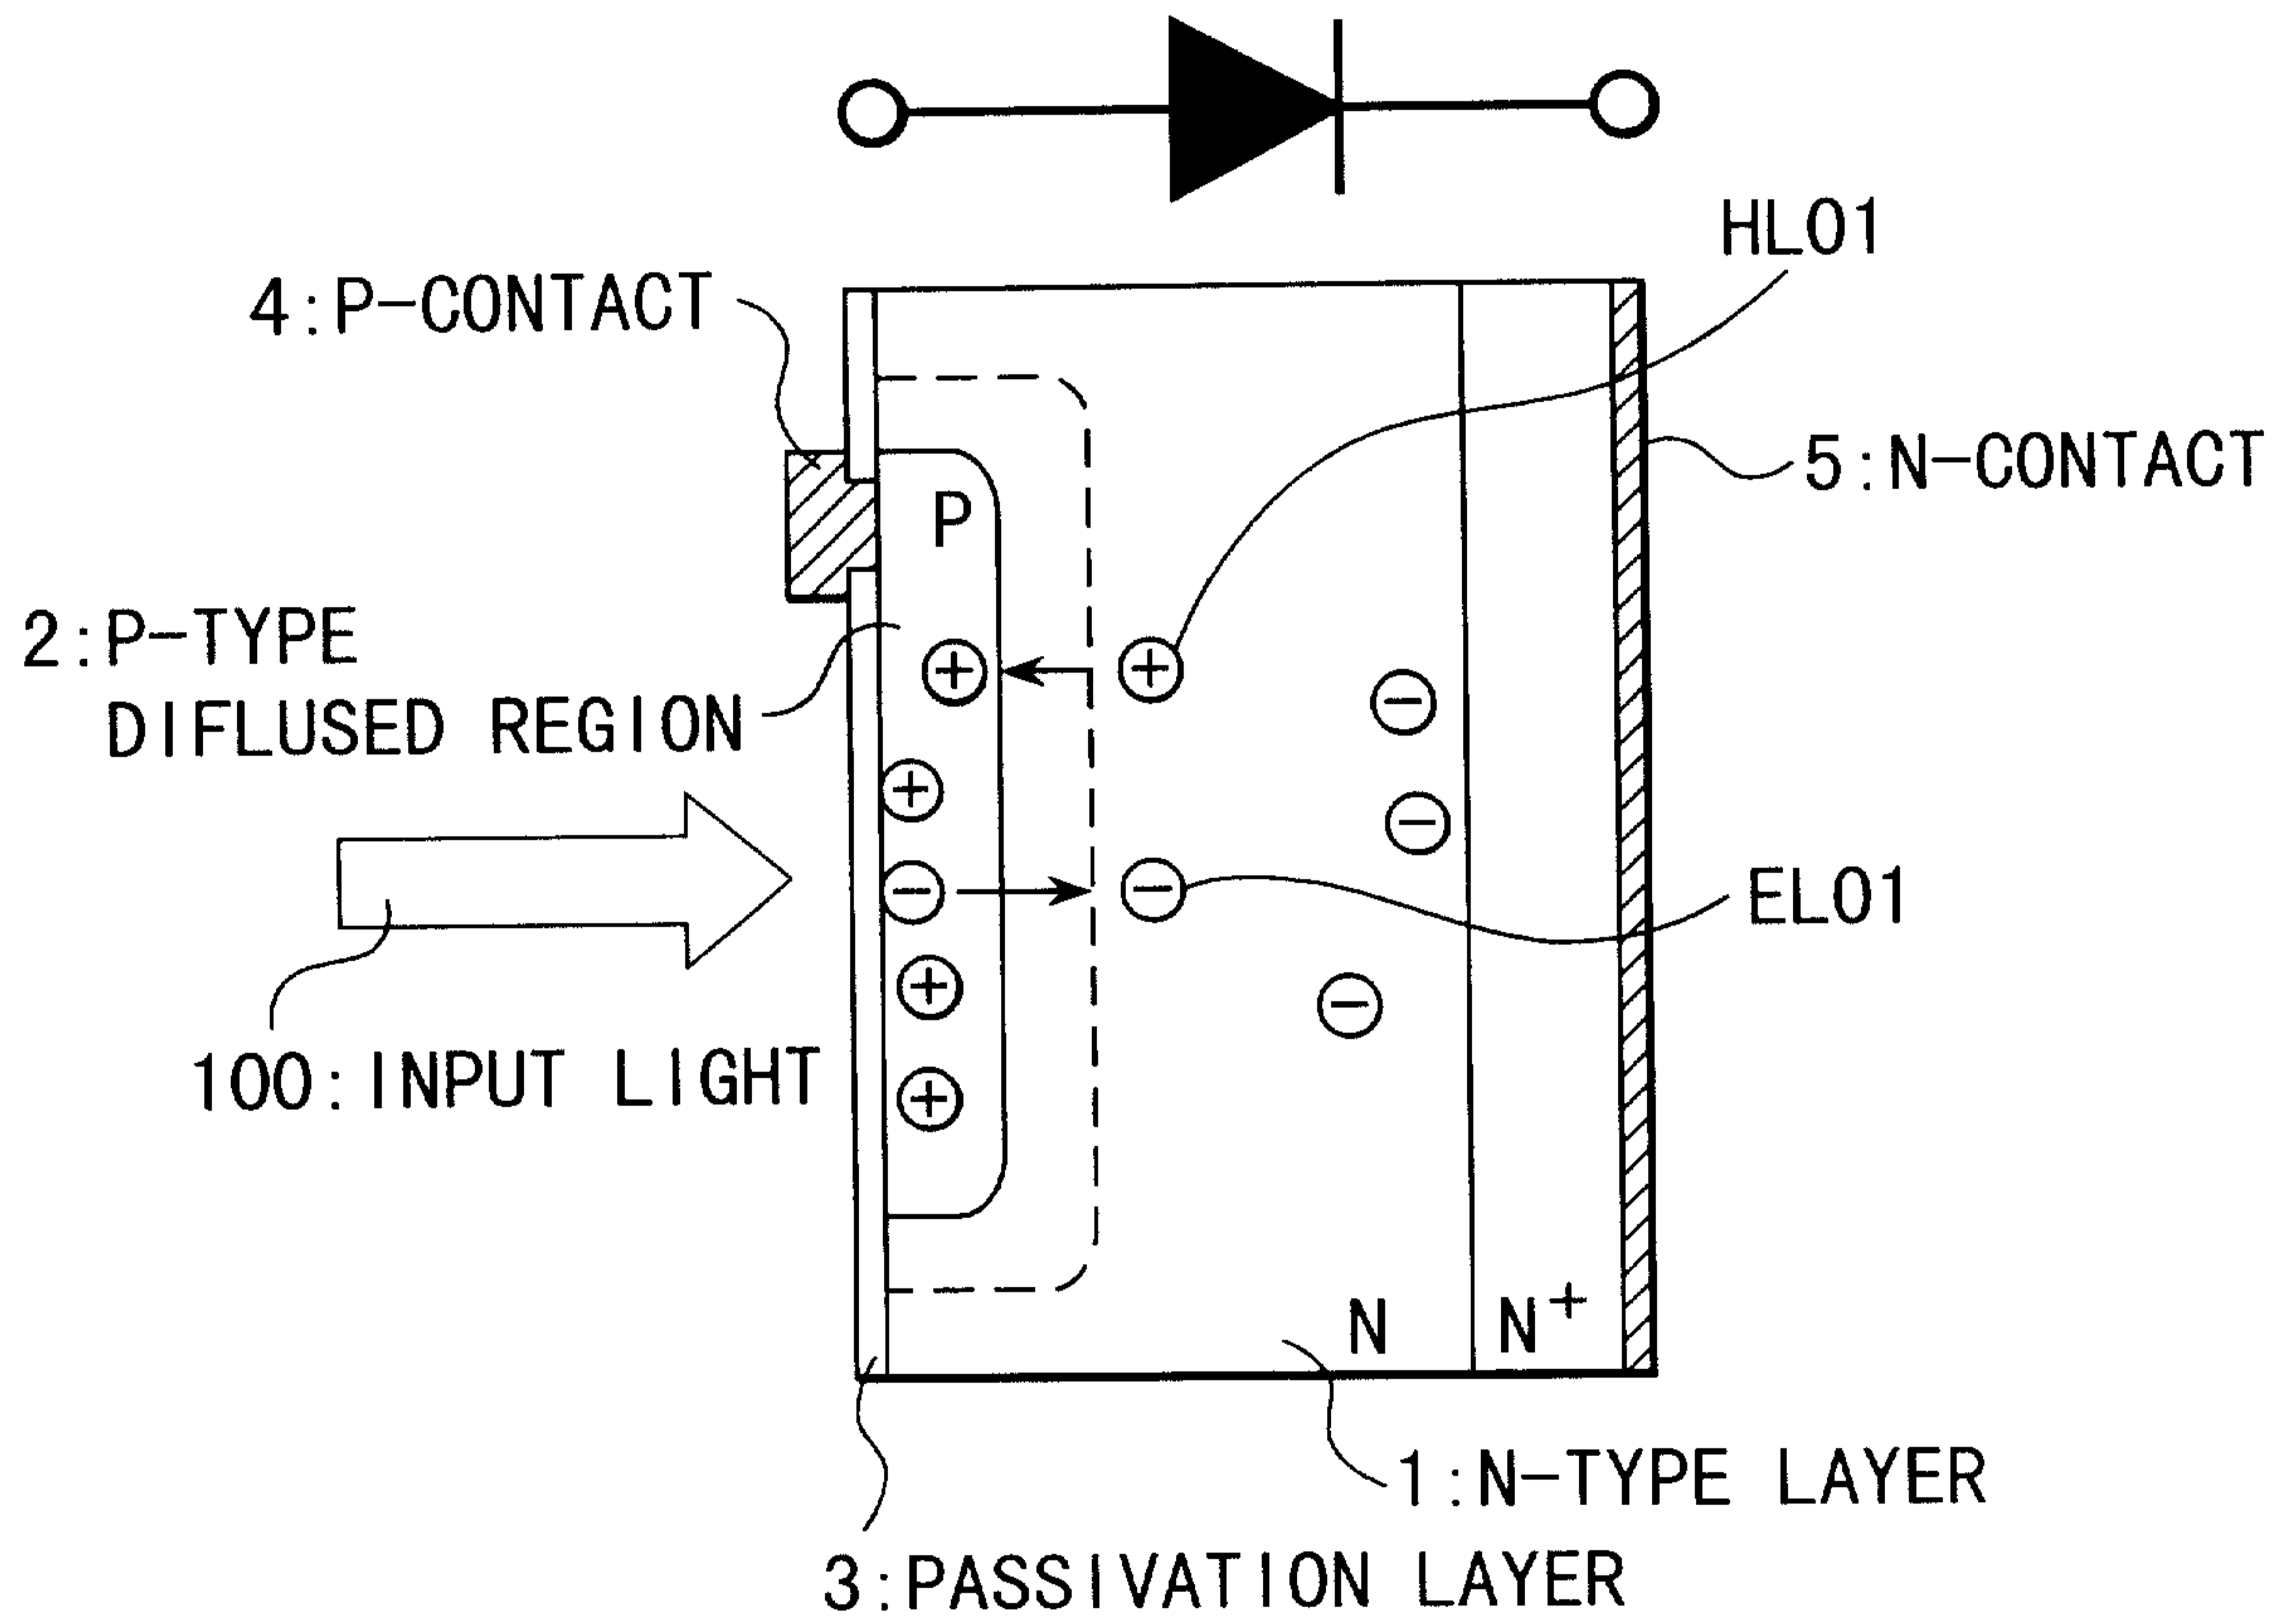 HL01
4:P-CONTACT
5:N-CONTACT
P
2:P-TYPE
DIFLUSED REGION
+
+
-
+
+
+
-
-
-
-
EL01
100:INPUT LIGHT
N
N+
1:N-TYPE LAYER
3:PASSIVATION LAYER